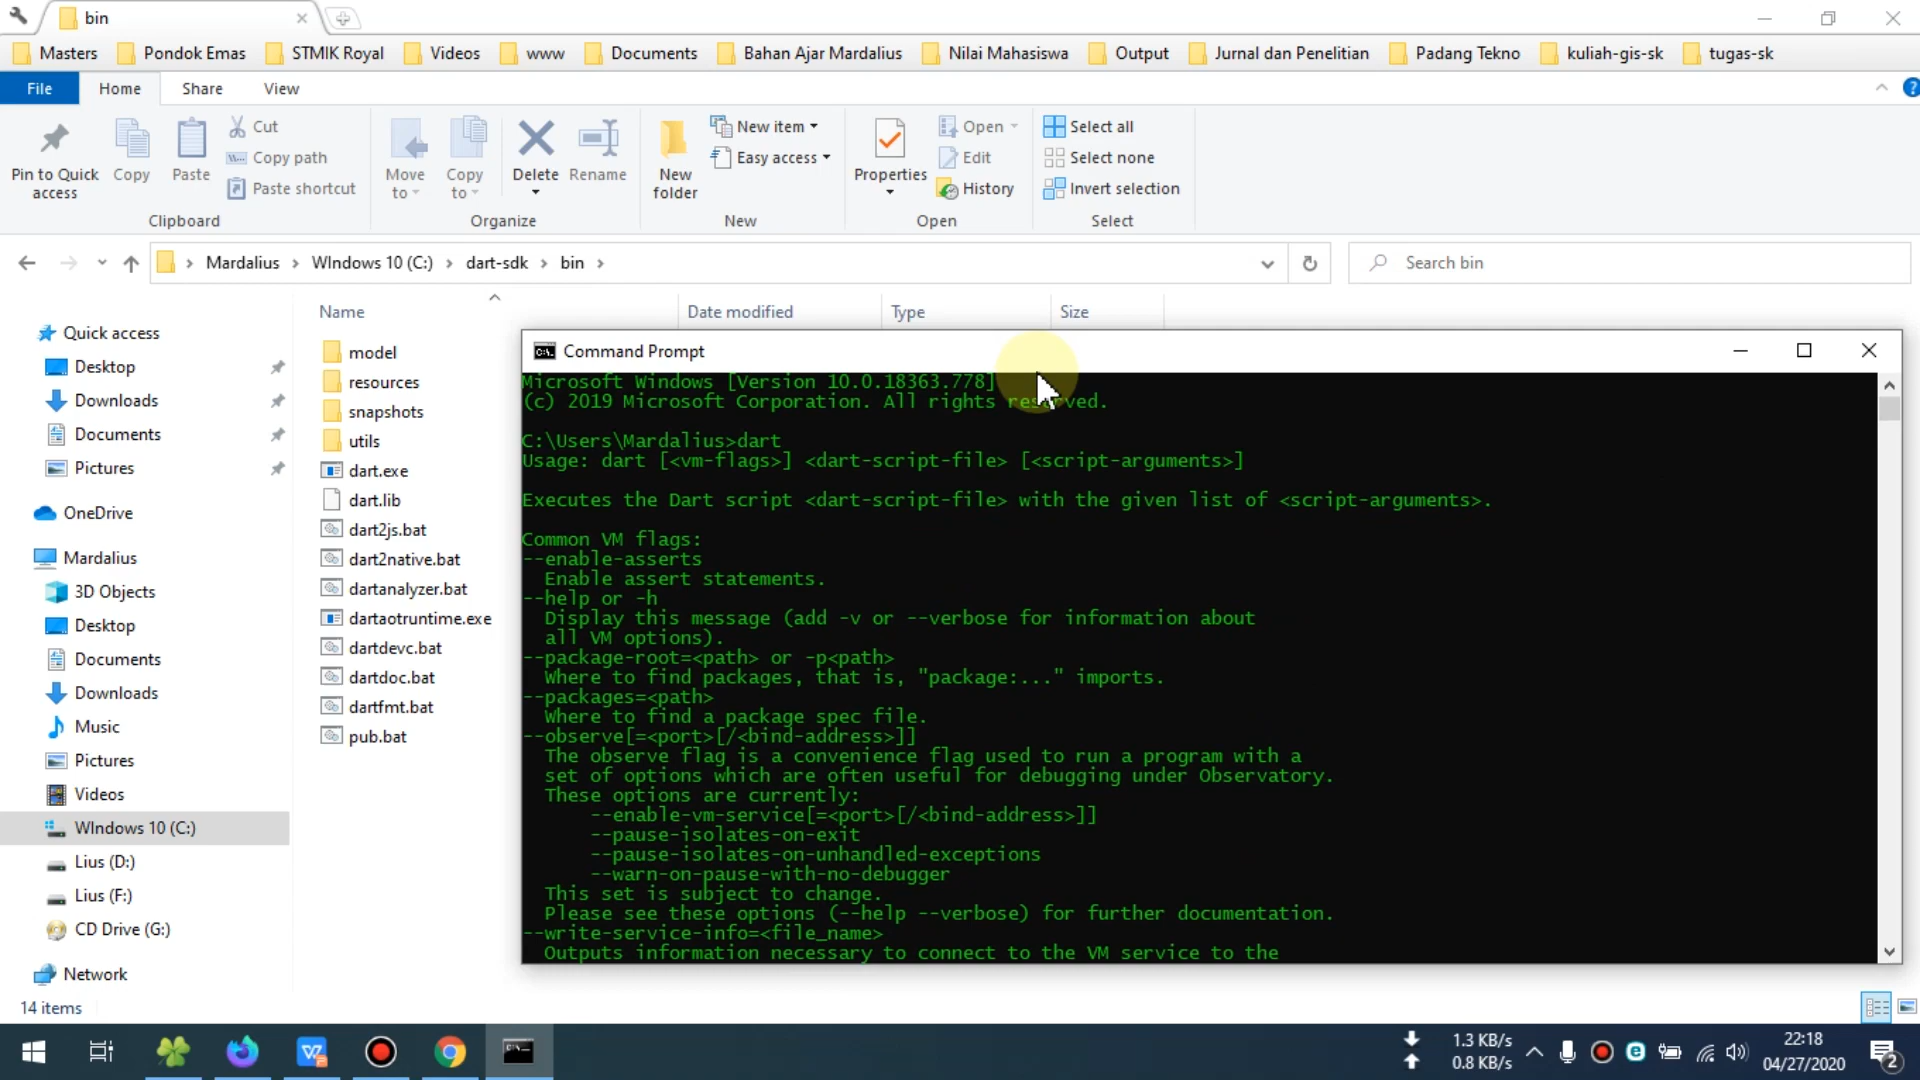 bin
Masters Pondok Emas STMIK Royal Videos www Documents Bahan Ajar Mardalius Nilai Mahasiswa Output Jurnal dan Penelitian Padang Tekno kuliah-gis-sk tugas-sk
File Home Share View
Pin to Quick access
Copy
Paste
Cut
Copy path
Paste shortcut
Clipboard
Move to
Copy to
Delete
Rename
Organize
New folder
New item
Easy access
New
Properties
Open
Edit
History
Open
Select all
Select none
Invert selection
Select
Mardalius › WIndows 10 (C:) › dart-sdk › bin ›
Search bin
Name Date modified Type Size
Quick access
Desktop
Downloads
Documents
Pictures
OneDrive
Mardalius
3D Objects
Desktop
Documents
Downloads
Music
Pictures
Videos
WIndows 10 (C:)
Lius (D:)
Lius (F:)
CD Drive (G:)
Network
model
resources
snapshots
utils
dart.exe
dart.lib
dart2js.bat
dart2native.bat
dartanalyzer.bat
dartaotruntime.exe
dartdevc.bat
dartdoc.bat
dartfmt.bat
pub.bat
Command Prompt
Microsoft Windows [Version 10.0.18363.778]
(c) 2019 Microsoft Corporation. All rights reserved.
C:\Users\Mardalius>dart
Usage: dart [<vm-flags>] <dart-script-file> [<script-arguments>]
Executes the Dart script <dart-script-file> with the given list of <script-arguments>.
Common VM flags:
--enable-asserts
Enable assert statements.
--help or -h
Display this message (add -v or --verbose for information about
all VM options).
--package-root=<path> or -p<path>
Where to find packages, that is, "package:..." imports.
--packages=<path>
Where to find a package spec file.
--observe[=<port>[/<bind-address>]]
The observe flag is a convenience flag used to run a program with a
set of options which are often useful for debugging under Observatory.
These options are currently:
--enable-vm-service[=<port>[/<bind-address>]]
--pause-isolates-on-exit
--pause-isolates-on-unhandled-exceptions
--warn-on-pause-with-no-debugger
This set is subject to change.
Please see these options (--help --verbose) for further documentation.
--write-service-info=<file_name>
Outputs information necessary to connect to the VM service to the
14 items
1.3 KB/s
0.8 KB/s
22:18
04/27/2020
2